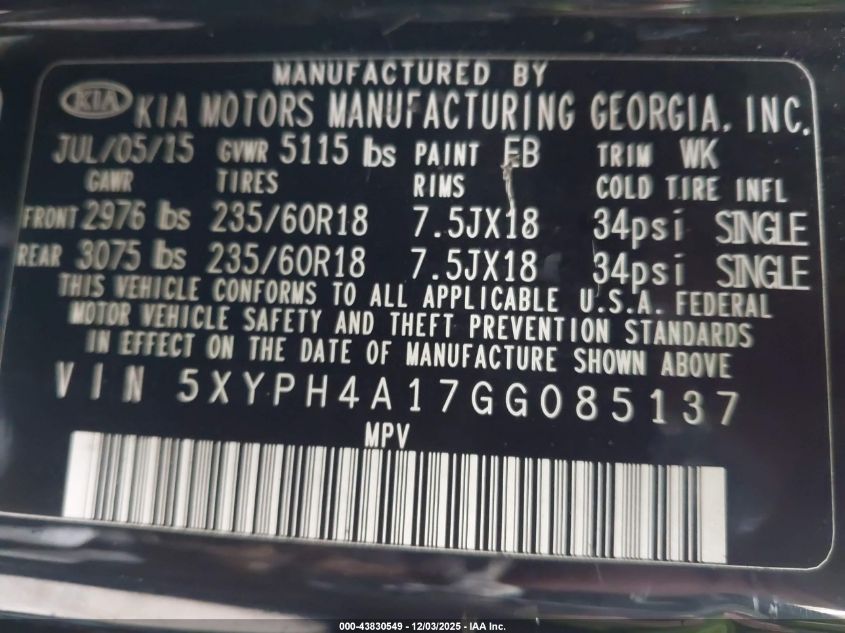 MANUFACTURED BY
KIA KIA MOTORS MANUFACTURING GEORGIA, INC.
JUL/05/15 GVWR 5115 lbs PAINT EB TRIM WK
GAWR TIRES RIMS COLD TIRE INFL
FRONT 2976 lbs 235/60R18 7.5JX18 34psi SINGLE
REAR 3075 lbs 235/60R18 7.5JX18 34psi SINGLE
THIS VEHICLE CONFORMS TO ALL APPLICABLE U.S.A. FEDERAL
MOTOR VEHICLE SAFETY AND THEFT PREVENTION STANDARDS
IN EFFECT ON THE DATE OF MANUFACTURE SHOWN ABOVE
VIN 5XYPH4A17GG085137
MPV
000-43830549 - 12/03/2025 - IAA Inc.